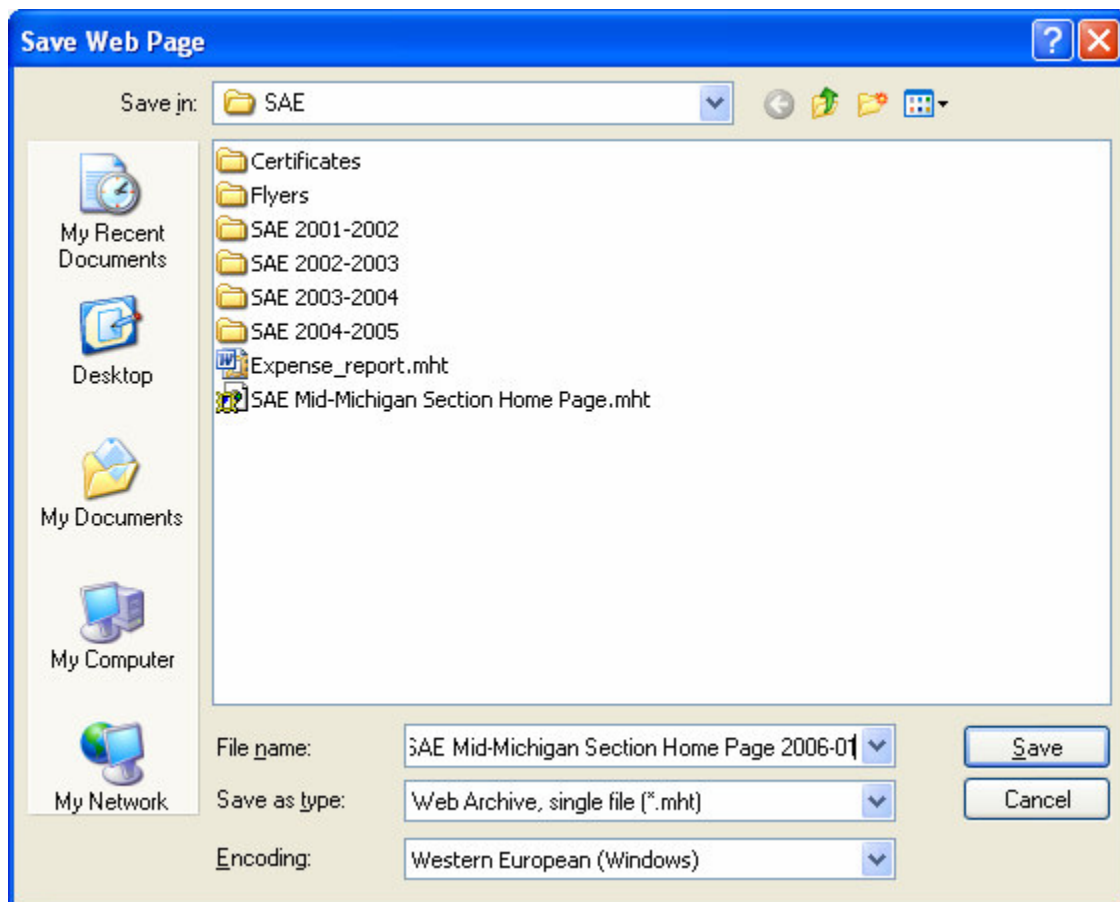 Save Web Page
Save in:
SAE
My Recent
Documents
Desktop
My Documents
My Computer
My Network
Certificates
Flyers
SAE 2001-2002
SAE 2002-2003
SAE 2003-2004
SAE 2004-2005
Expense_report.mht
SAE Mid-Michigan Section Home Page.mht
File name:
SAE Mid-Michigan Section Home Page 2006-01
Save
Save as type:
Web Archive, single file (*.mht)
Cancel
Encoding:
Western European (Windows)